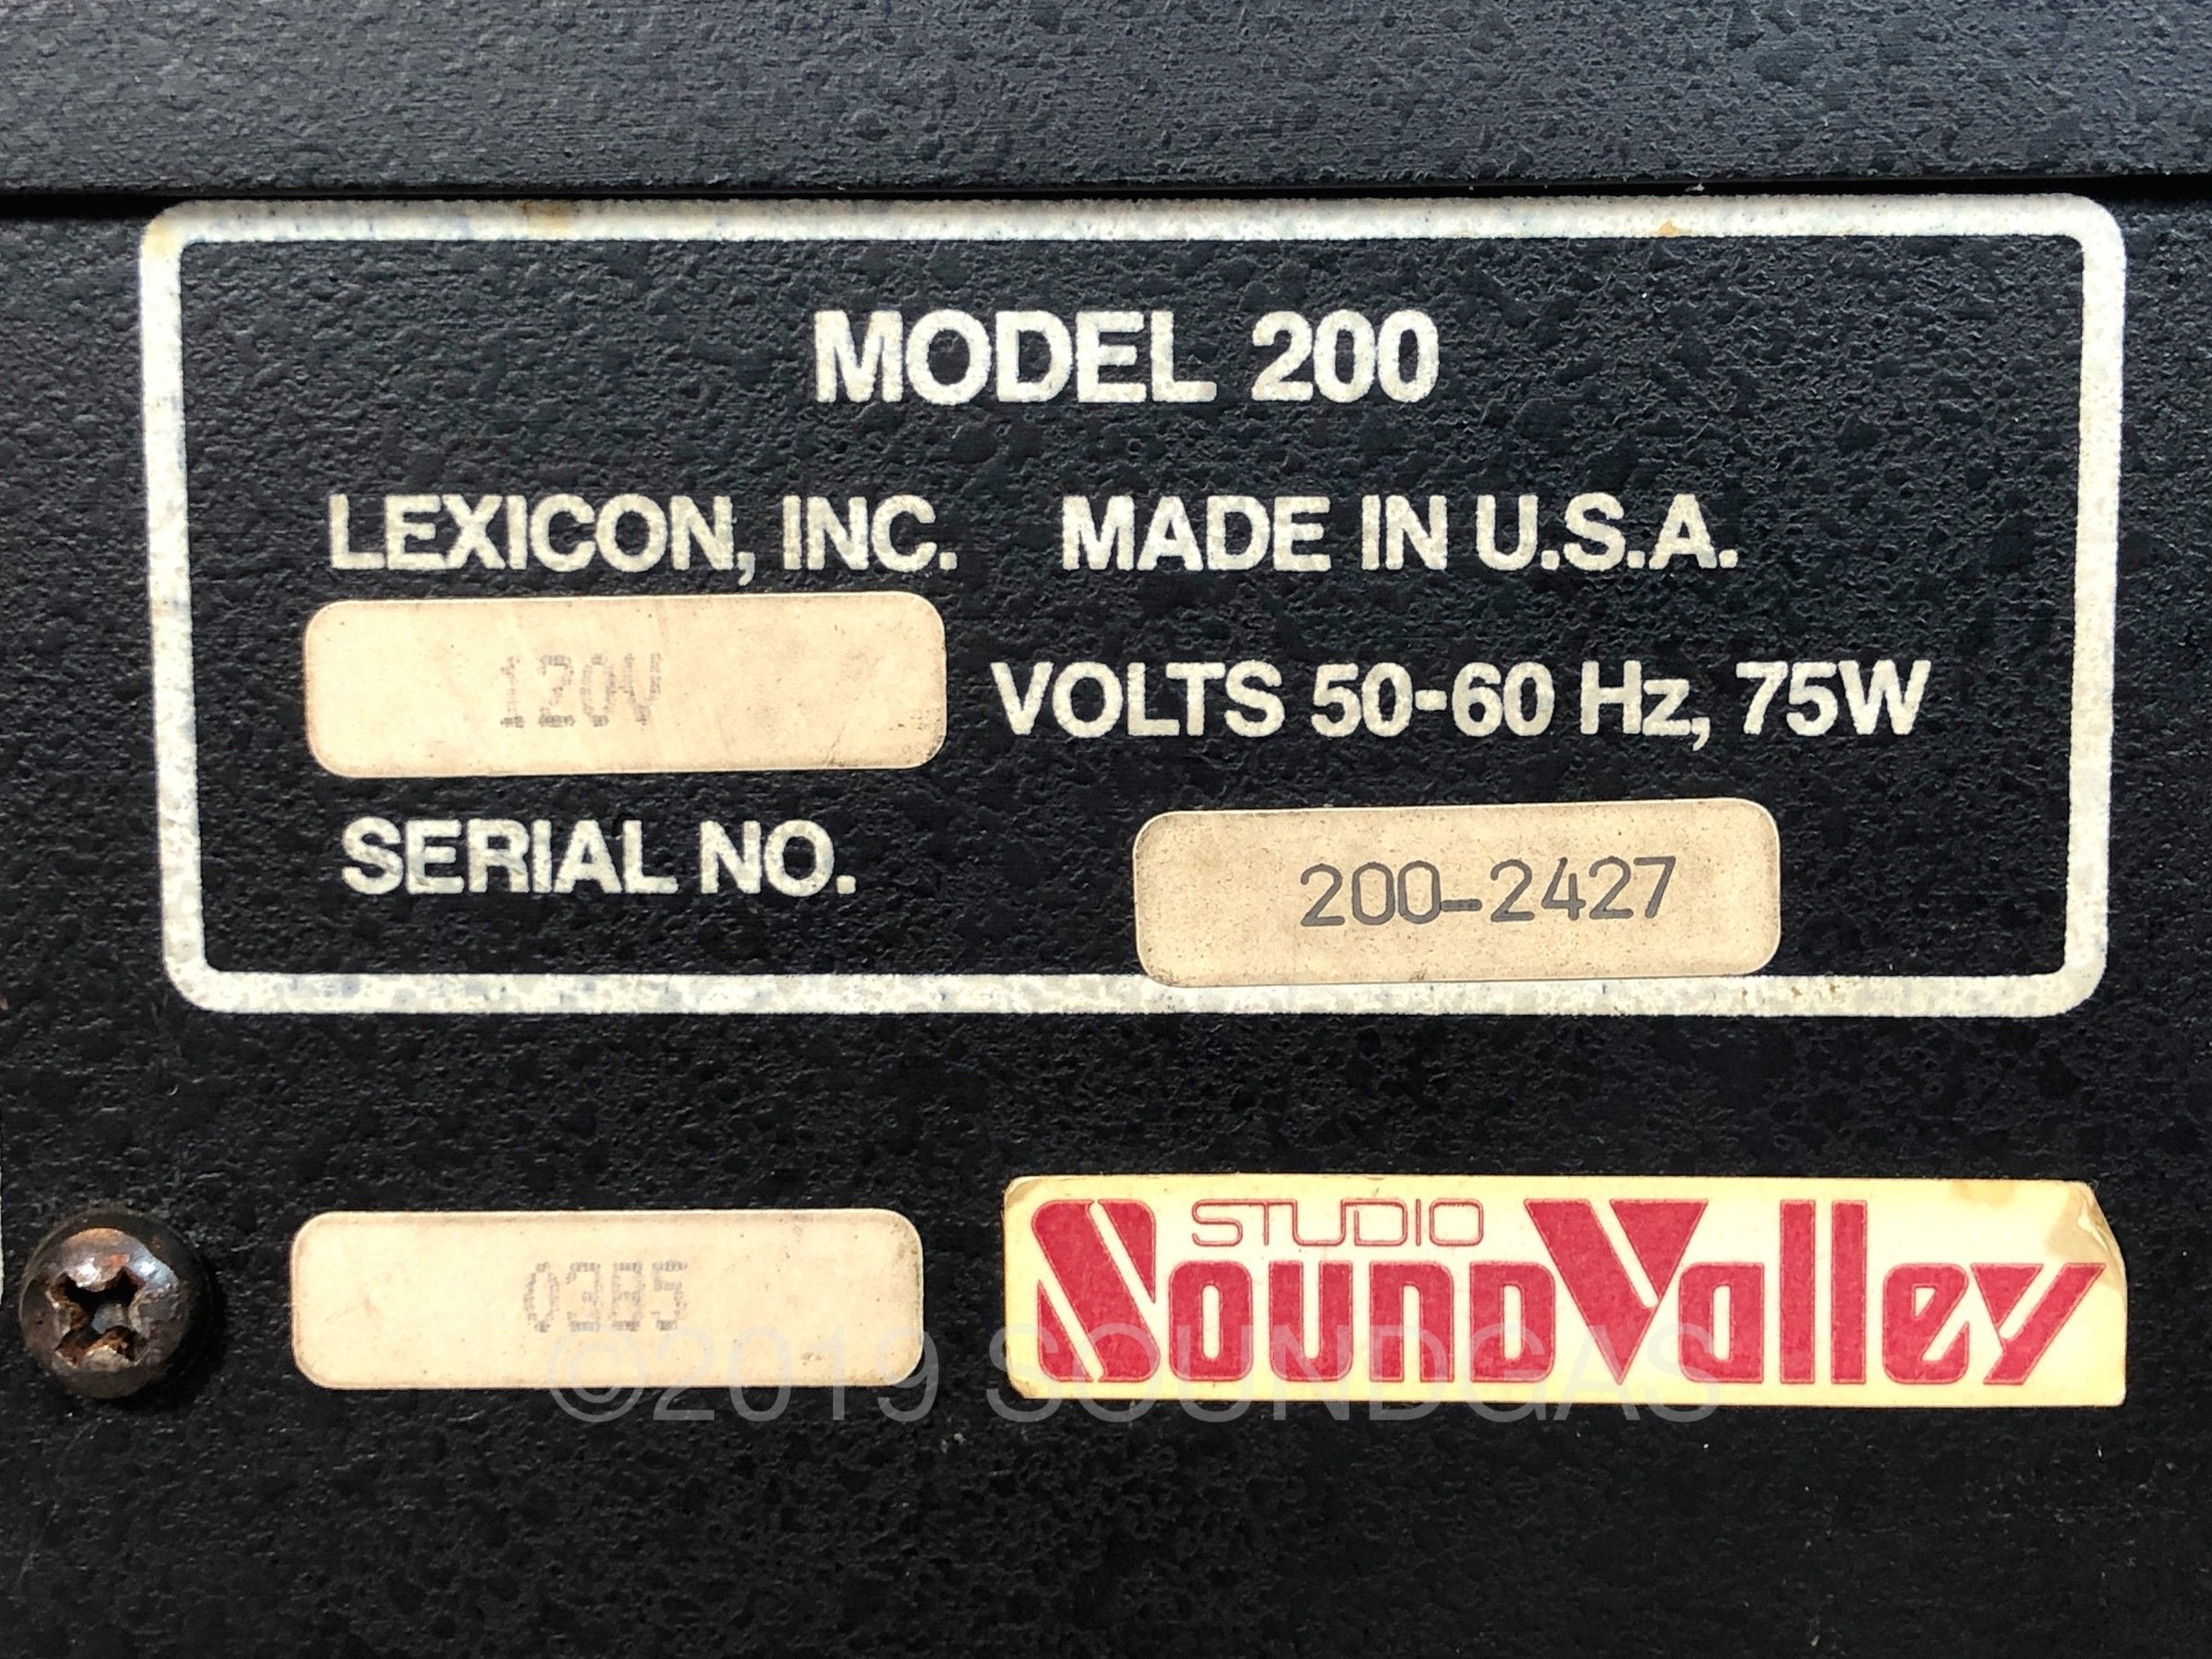 MODEL 200
LEXICON, INC. MADE IN U.S.A.
120V VOLTS 50-60 Hz, 75W
SERIAL NO. 200-2427
STUDIO
SoundValley
0385
©2019 SOUNDGAS